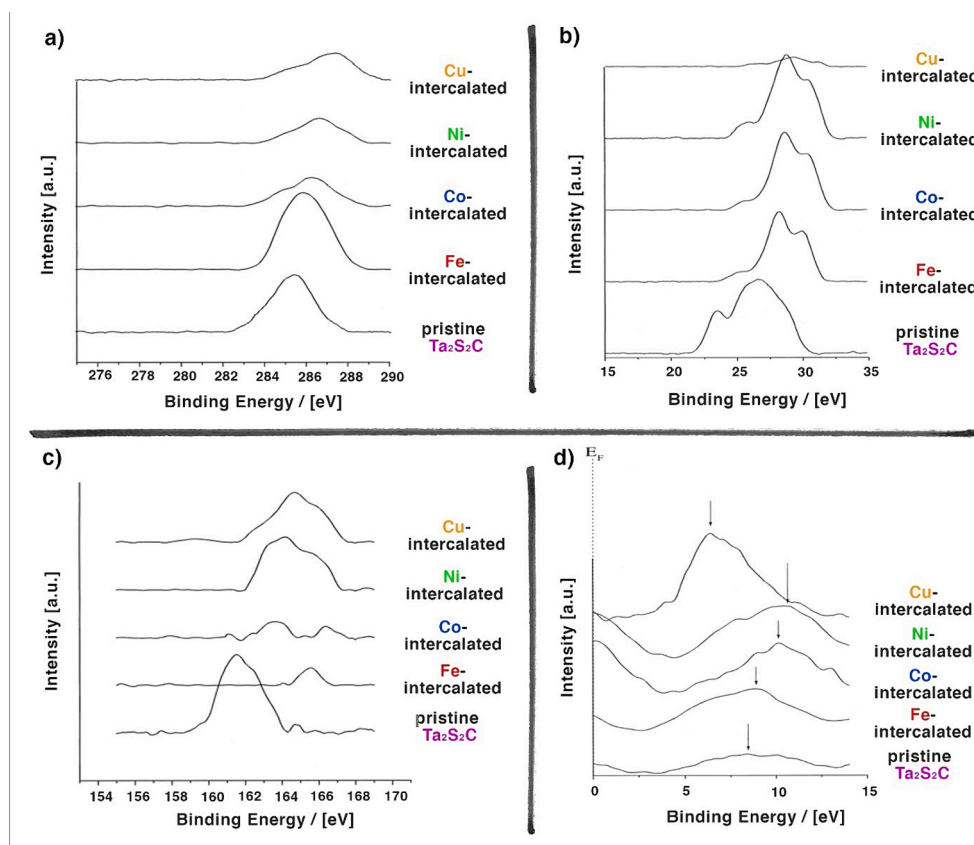 a)
Cu-
intercalated
Ni-
intercalated
Co-
intercalated
Fe-
intercalated
pristine
Ta₂S₂C
Intensity [a.u.]
276 278 280 282 284 286 288 290
Binding Energy / [eV]
b)
Cu-
intercalated
Ni-
intercalated
Co-
intercalated
Fe-
intercalated
pristine
Ta₂S₂C
Intensity [a.u.]
15 20 25 30 35
Binding Energy / [eV]
c)
Cu-
intercalated
Ni-
intercalated
Co-
intercalated
Fe-
intercalated
pristine
Ta₂S₂C
Intensity [a.u.]
154 156 158 160 162 164 166 168 170
Binding Energy / [eV]
d)
E_F
Cu-
intercalated
Ni-
intercalated
Co-
intercalated
Fe-
intercalated
pristine
Ta₂S₂C
Intensity [a.u.]
0 5 10 15
Binding Energy / [eV]